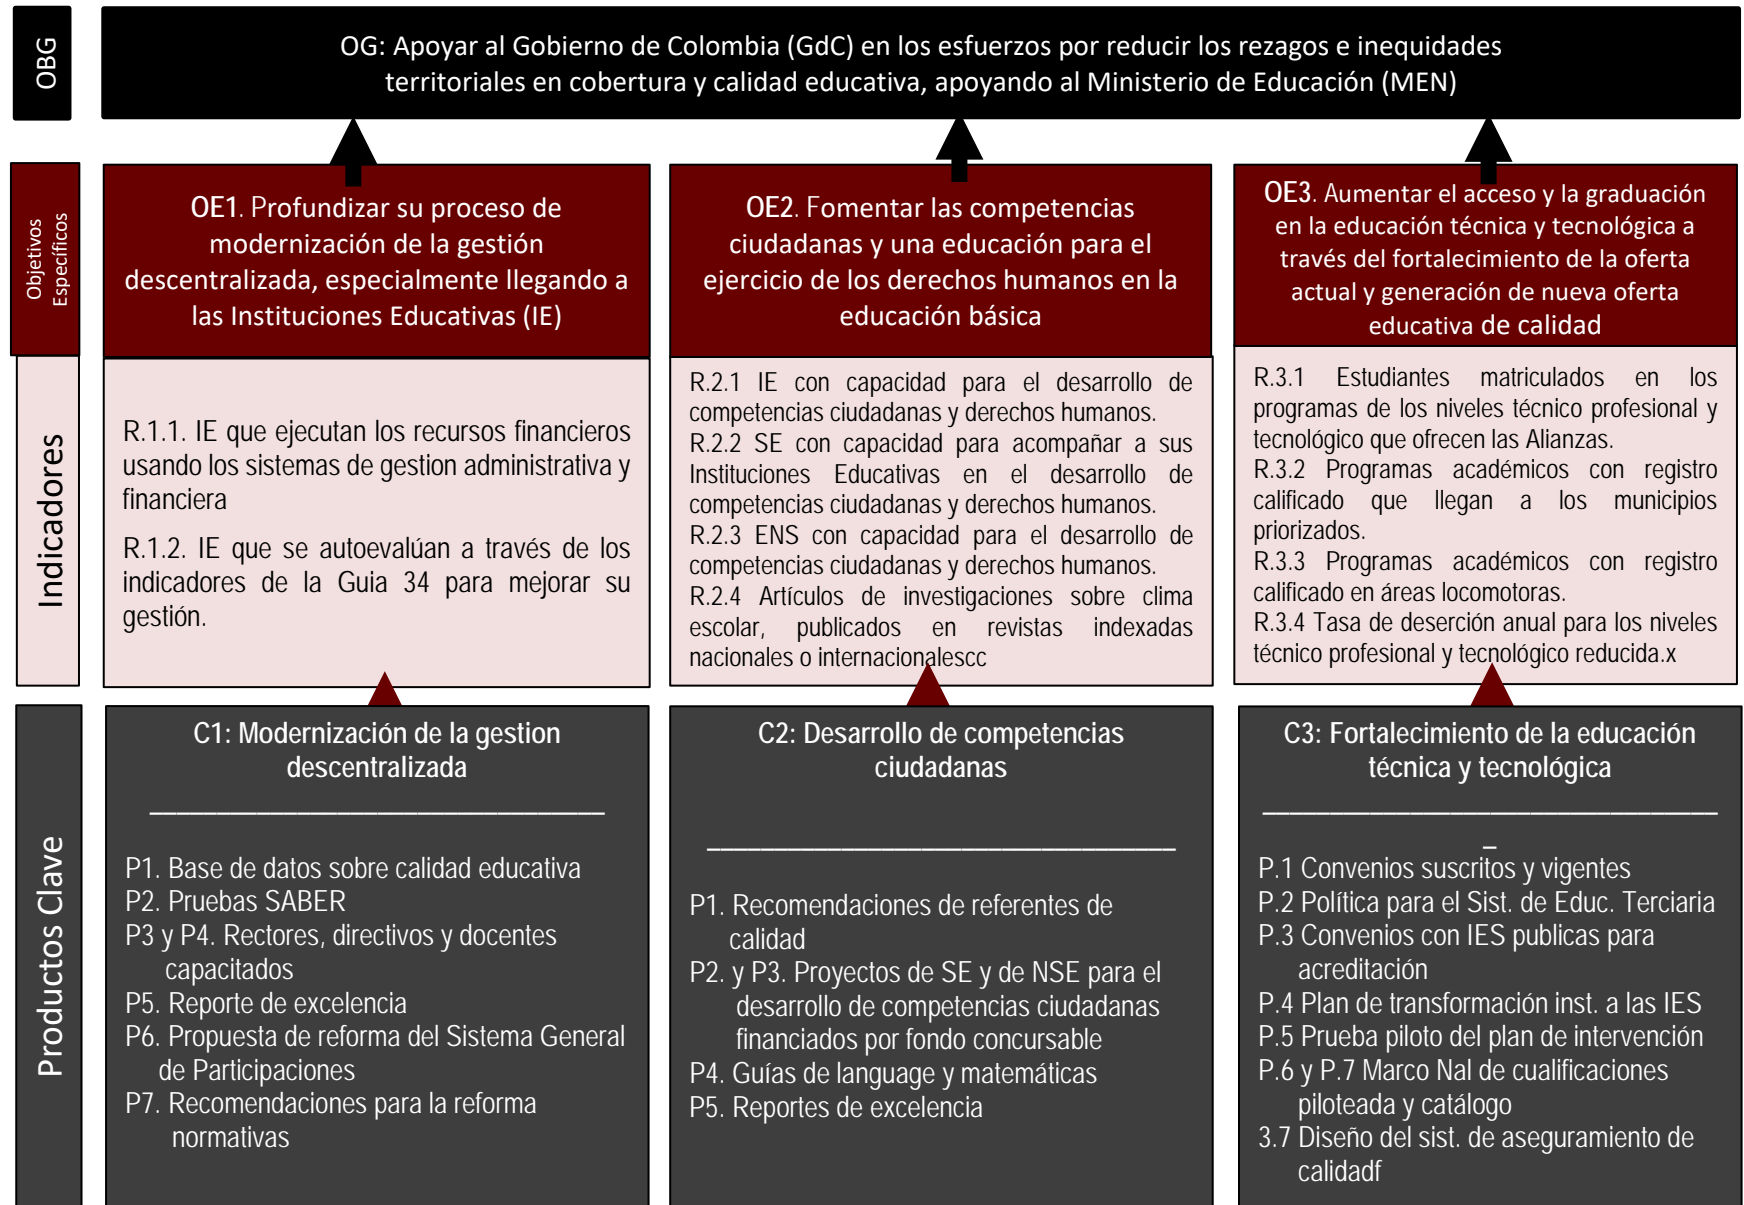 OBG
OG: Apoyar al Gobierno de Colombia (GdC) en los esfuerzos por reducir los rezagos e inequidades
territoriales en cobertura y calidad educativa, apoyando al Ministerio de Educación (MEN)
Objetivos
Específicos
OE1. Profundizar su proceso de
modernización de la gestión
descentralizada, especialmente llegando a
las Instituciones Educativas (IE)
OE2. Fomentar las competencias
ciudadanas y una educación para el
ejercicio de los derechos humanos en la
educación básica
OE3. Aumentar el acceso y la graduación
en la educación técnica y tecnológica a
través del fortalecimiento de la oferta
actual y generación de nueva oferta
educativa de calidad
Indicadores
R.1.1. IE que ejecutan los recursos financieros
usando los sistemas de gestion administrativa y
financiera
R.1.2. IE que se autoevalúan a través de los
indicadores de la Guia 34 para mejorar su
gestión.
R.2.1 IE con capacidad para el desarrollo de
competencias ciudadanas y derechos humanos.
R.2.2 SE con capacidad para acompañar a sus
Instituciones Educativas en el desarrollo de
competencias ciudadanas y derechos humanos.
R.2.3 ENS con capacidad para el desarrollo de
competencias ciudadanas y derechos humanos.
R.2.4 Artículos de investigaciones sobre clima
escolar, publicados en revistas indexadas
nacionales o internacionalescc
R.3.1 Estudiantes matriculados en los
programas de los niveles técnico profesional y
tecnológico que ofrecen las Alianzas.
R.3.2 Programas académicos con registro
calificado que llegan a los municipios
priorizados.
R.3.3 Programas académicos con registro
calificado en áreas locomotoras.
R.3.4 Tasa de deserción anual para los niveles
técnico profesional y tecnológico reducida.x
Productos Clave
C1: Modernización de la gestion
descentralizada
P1. Base de datos sobre calidad educativa
P2. Pruebas SABER
P3 y P4. Rectores, directivos y docentes
capacitados
P5. Reporte de excelencia
P6. Propuesta de reforma del Sistema General
de Participaciones
P7. Recomendaciones para la reforma
normativas
C2: Desarrollo de competencias
ciudadanas
P1. Recomendaciones de referentes de
calidad
P2. y P3. Proyectos de SE y de NSE para el
desarrollo de competencias ciudadanas
financiados por fondo concursable
P4. Guías de language y matemáticas
P5. Reportes de excelencia
C3: Fortalecimiento de la educación
técnica y tecnológica
P.1 Convenios suscritos y vigentes
P.2 Política para el Sist. de Educ. Terciaria
P.3 Convenios con IES publicas para
acreditación
P.4 Plan de transformación inst. a las IES
P.5 Prueba piloto del plan de intervención
P.6 y P.7 Marco Nal de cualificaciones
piloteada y catálogo
3.7 Diseño del sist. de aseguramiento de
calidadf